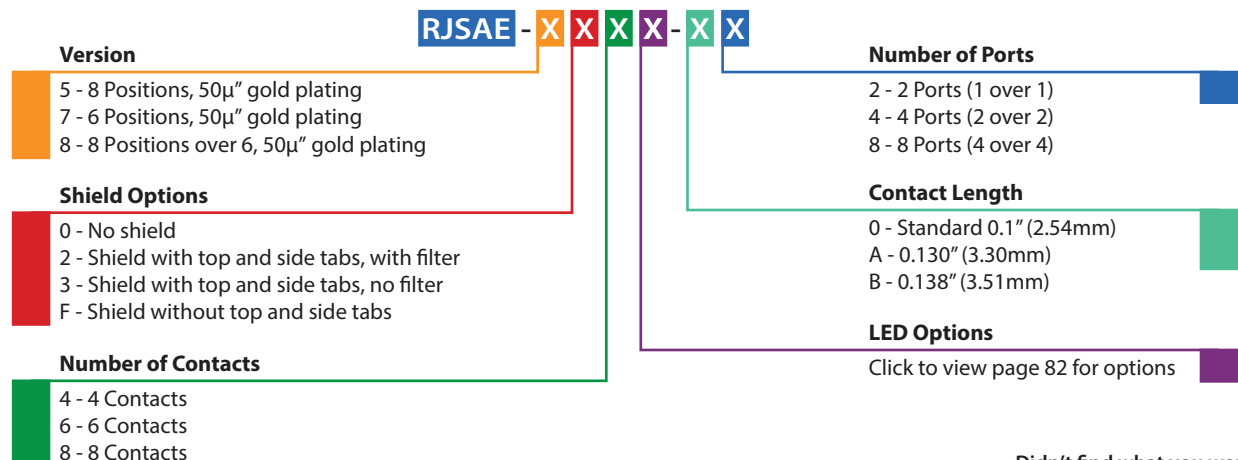 RJSAE - X X X X - X X
Version
5 - 8 Positions, 50µ" gold plating
7 - 6 Positions, 50µ" gold plating
8 - 8 Positions over 6, 50µ" gold plating
Shield Options
0 - No shield
2 - Shield with top and side tabs, with filter
3 - Shield with top and side tabs, no filter
F - Shield without top and side tabs
Number of Contacts
4 - 4 Contacts
6 - 6 Contacts
8 - 8 Contacts
Number of Ports
2 - 2 Ports (1 over 1)
4 - 4 Ports (2 over 2)
8 - 8 Ports (4 over 4)
Contact Length
0 - Standard 0.1" (2.54mm)
A - 0.130" (3.30mm)
B - 0.138" (3.51mm)
LED Options
Click to view page 82 for options